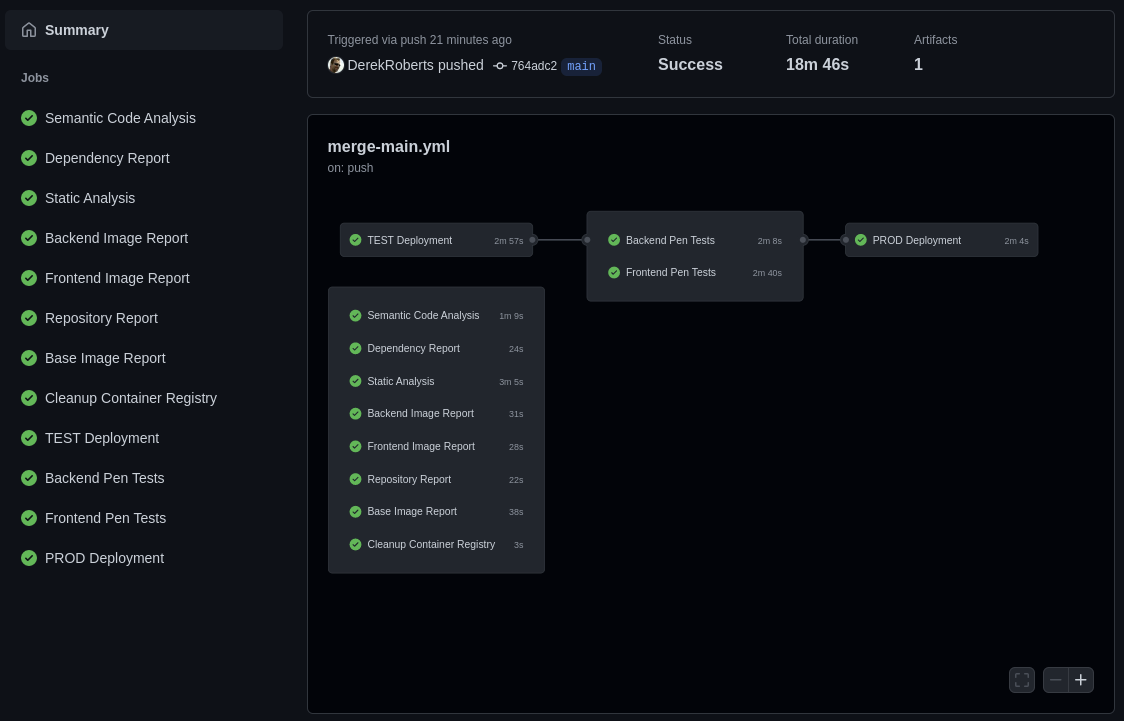 Summary
Jobs
Semantic Code Analysis
Dependency Report
Static Analysis
Backend Image Report
Frontend Image Report
Repository Report
Base Image Report
Cleanup Container Registry
TEST Deployment
Backend Pen Tests
Frontend Pen Tests
PROD Deployment
Triggered via push 21 minutes ago
DerekRoberts pushed 764adc2 main
Status
Success
Total duration
18m 46s
Artifacts
1
merge-main.yml
on: push
TEST Deployment 2m 57s
Backend Pen Tests 2m 8s
Frontend Pen Tests 2m 40s
PROD Deployment 2m 4s
Semantic Code Analysis 1m 9s
Dependency Report 24s
Static Analysis 3m 5s
Backend Image Report 31s
Frontend Image Report 28s
Repository Report 22s
Base Image Report 38s
Cleanup Container Registry 3s